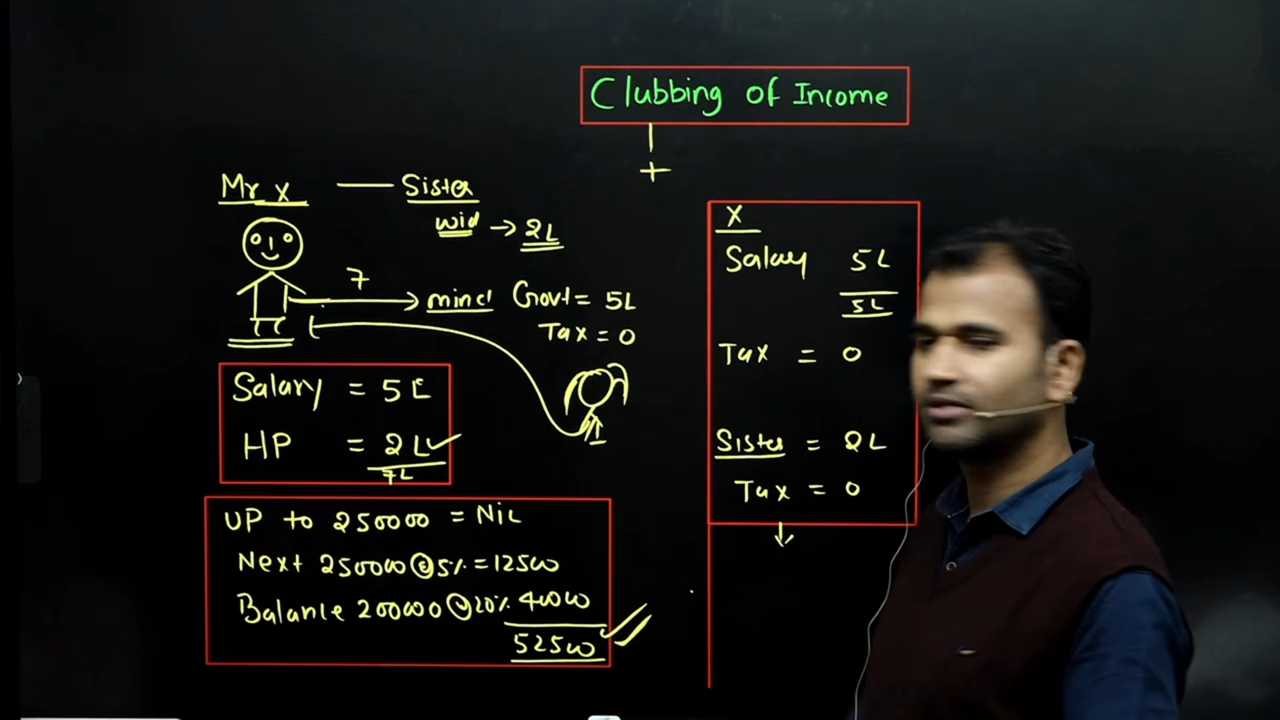 Clubbing of Income
+
Mr X — Sister
wid → 2L
7
mind Govt = 5L
Tax = 0
Salary = 5L
HP = 2L
7L
UP to 250000 = NiL
Next 250000@5% = 12500
Balance 200000@20% 40000
52500
X
Salary 5L
5L
Tax = 0
Sister = 2L
Tax = 0